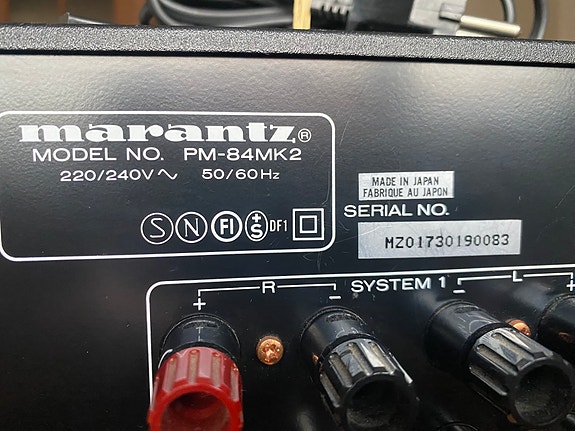 marantz®
MODEL NO. PM-84MK2
220/240V ~ 50/60Hz
S N FI +S DF1
MADE IN JAPAN
FABRIQUE AU JAPON
SERIAL NO.
MZ01730190083
SYSTEM 1
+ R - - L +